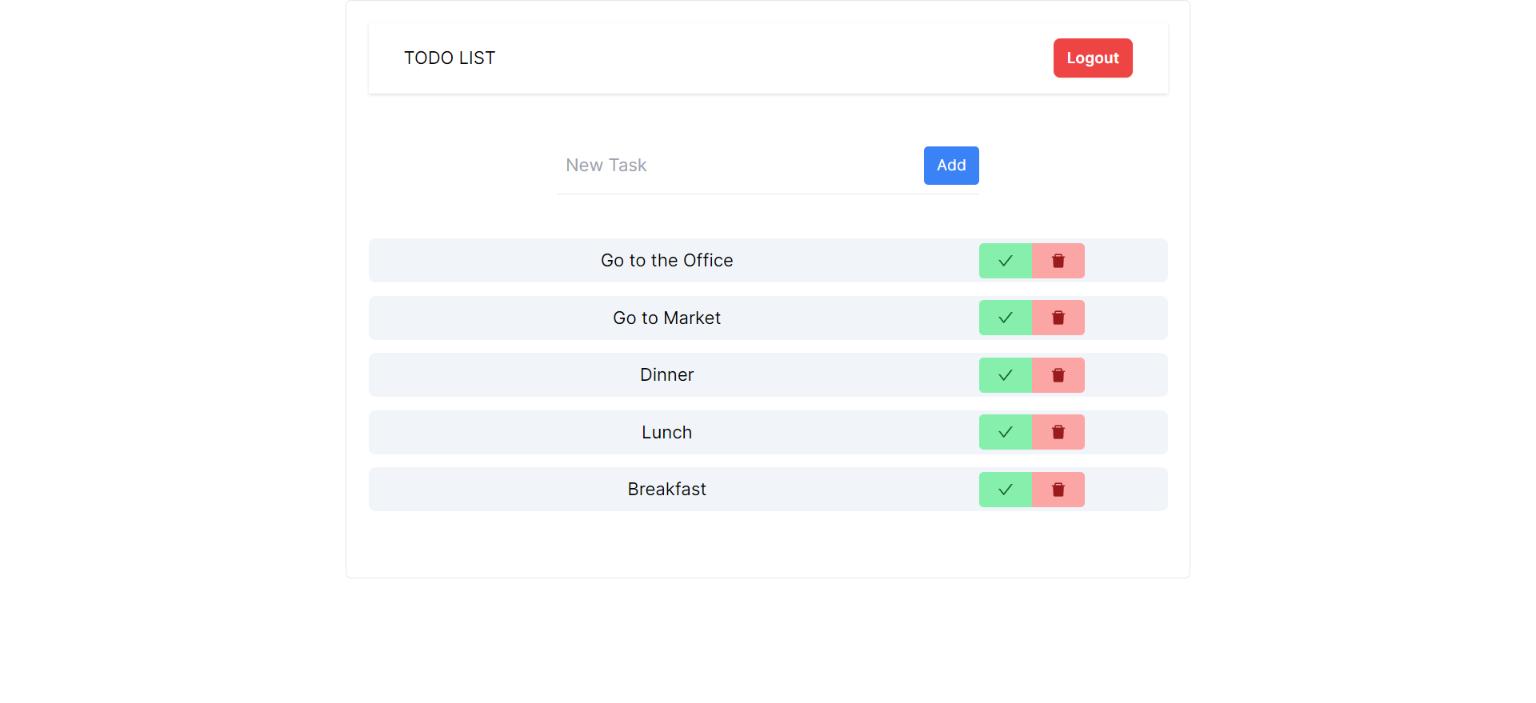 TODO LIST
Logout
New Task
Add
Go to the Office
Go to Market
Dinner
Lunch
Breakfast